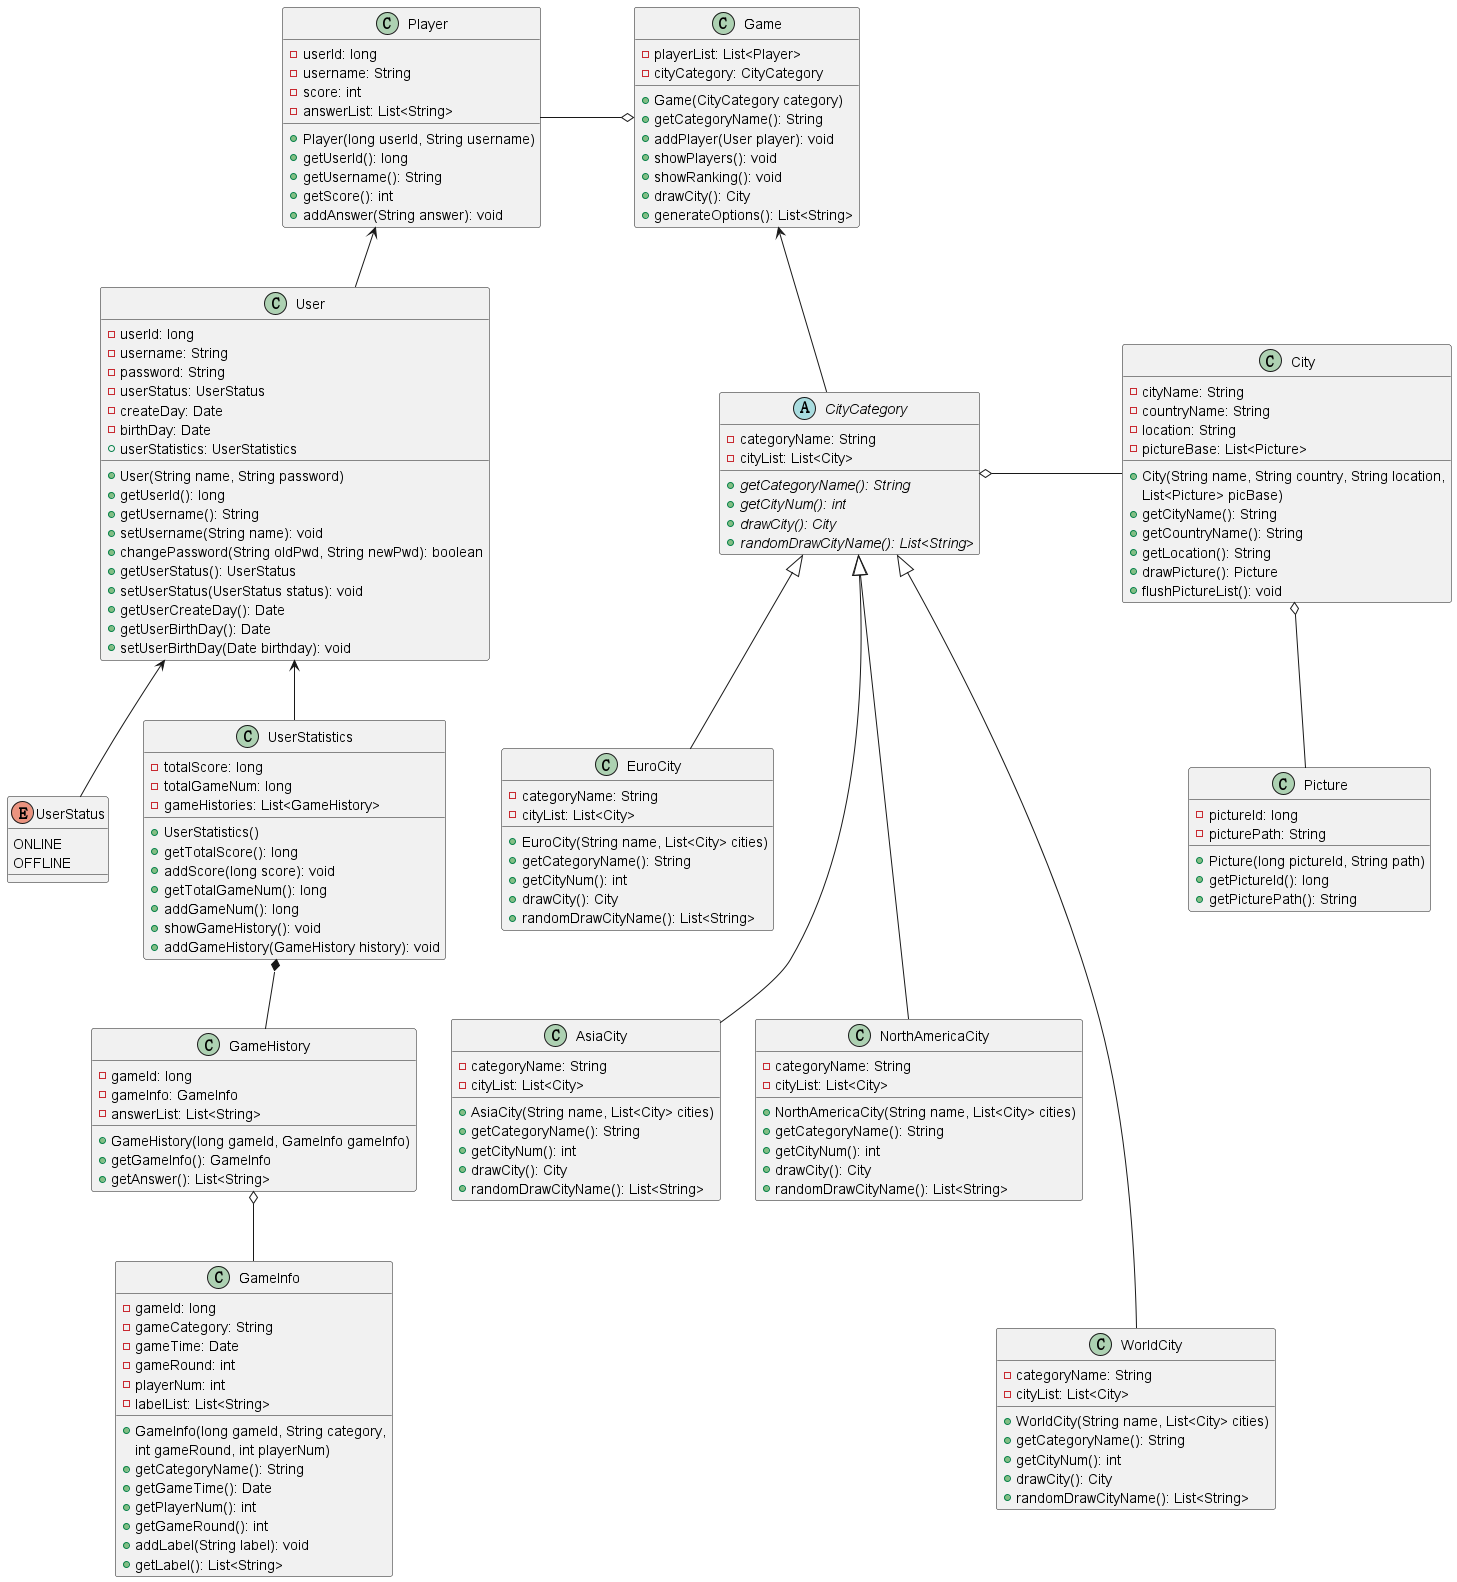 Player
userId: long
username: String
score: int
answerList: List<String>
Player(long userId, String username)
getUserId(): long
getUsername(): String
getScore(): int
addAnswer(String answer): void
Game
playerList: List<Player>
cityCategory: CityCategory
Game(CityCategory category)
getCategoryName(): String
addPlayer(User player): void
showPlayers(): void
showRanking(): void
drawCity(): City
generateOptions(): List<String>
User
userId: long
username: String
password: String
userStatus: UserStatus
createDay: Date
birthDay: Date
userStatistics: UserStatistics
User(String name, String password)
getUserId(): long
getUsername(): String
setUsername(String name): void
changePassword(String oldPwd, String newPwd): boolean
getUserStatus(): UserStatus
setUserStatus(UserStatus status): void
getUserCreateDay(): Date
getUserBirthDay(): Date
setUserBirthDay(Date birthday): void
CityCategory
categoryName: String
cityList: List<City>
getCategoryName(): String
getCityNum(): int
drawCity(): City
randomDrawCityName(): List<String>
City
cityName: String
countryName: String
location: String
pictureBase: List<Picture>
City(String name, String country, String location,
List<Picture> picBase)
getCityName(): String
getCountryName(): String
getLocation(): String
drawPicture(): Picture
flushPictureList(): void
UserStatus
ONLINE
OFFLINE
UserStatistics
totalScore: long
totalGameNum: long
gameHistories: List<GameHistory>
UserStatistics()
getTotalScore(): long
addScore(long score): void
getTotalGameNum(): long
addGameNum(): long
showGameHistory(): void
addGameHistory(GameHistory history): void
EuroCity
categoryName: String
cityList: List<City>
EuroCity(String name, List<City> cities)
getCategoryName(): String
getCityNum(): int
drawCity(): City
randomDrawCityName(): List<String>
Picture
pictureId: long
picturePath: String
Picture(long pictureId, String path)
getPictureId(): long
getPicturePath(): String
GameHistory
gameId: long
gameInfo: GameInfo
answerList: List<String>
GameHistory(long gameId, GameInfo gameInfo)
getGameInfo(): GameInfo
getAnswer(): List<String>
AsiaCity
categoryName: String
cityList: List<City>
AsiaCity(String name, List<City> cities)
getCategoryName(): String
getCityNum(): int
drawCity(): City
randomDrawCityName(): List<String>
NorthAmericaCity
categoryName: String
cityList: List<City>
NorthAmericaCity(String name, List<City> cities)
getCategoryName(): String
getCityNum(): int
drawCity(): City
randomDrawCityName(): List<String>
GameInfo
gameId: long
gameCategory: String
gameTime: Date
gameRound: int
playerNum: int
labelList: List<String>
GameInfo(long gameId, String category,
int gameRound, int playerNum)
getCategoryName(): String
getGameTime(): Date
getPlayerNum(): int
getGameRound(): int
addLabel(String label): void
getLabel(): List<String>
WorldCity
categoryName: String
cityList: List<City>
WorldCity(String name, List<City> cities)
getCategoryName(): String
getCityNum(): int
drawCity(): City
randomDrawCityName(): List<String>